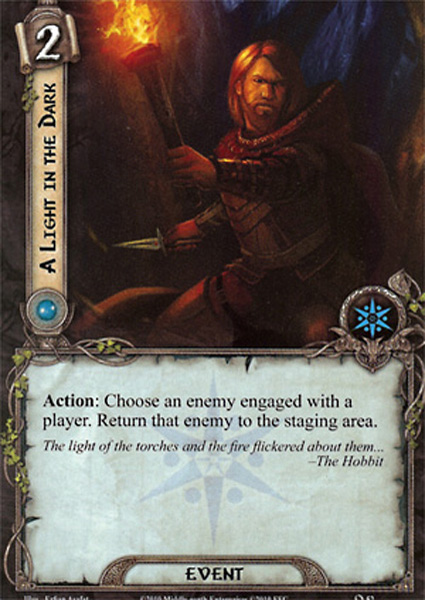 2
A Light in the Dark
Action: Choose an enemy engaged with a
player. Return that enemy to the staging area.
The light of the torches and the fire flickered about them...
–The Hobbit
EVENT